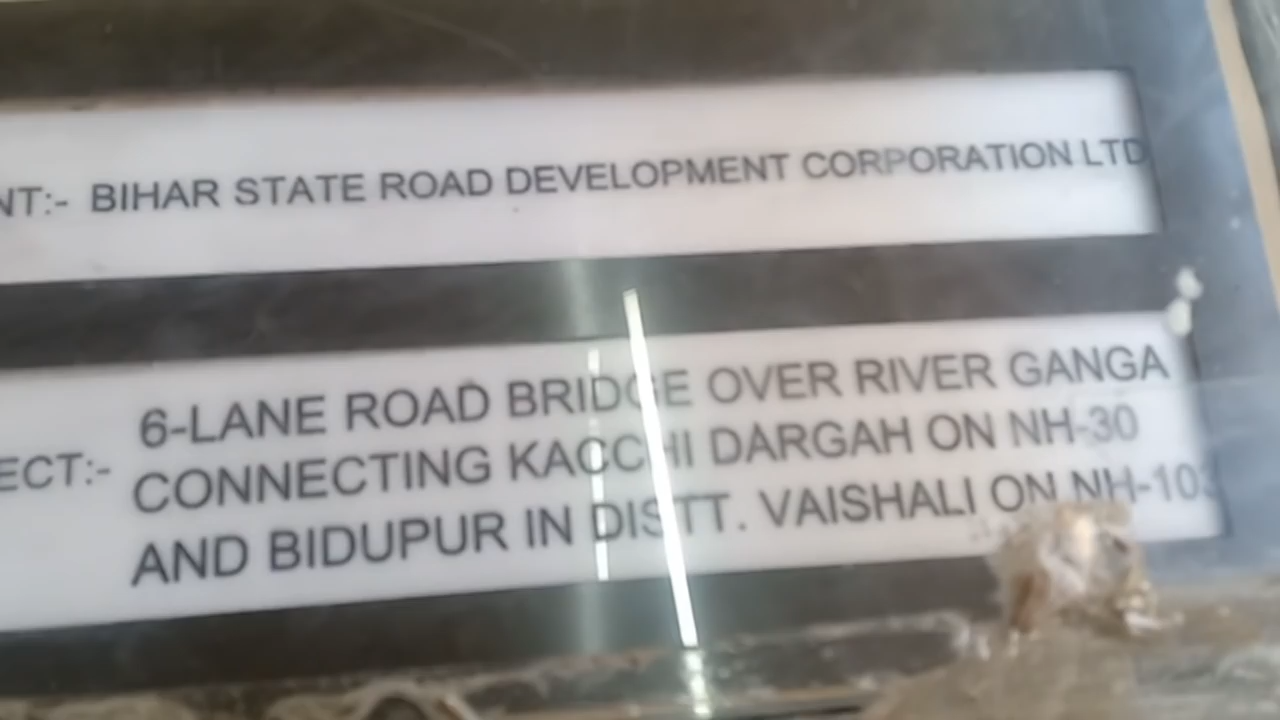 NT:- BIHAR STATE ROAD DEVELOPMENT CORPORATION LTD
6-LANE ROAD BRIDGE OVER RIVER GANGA
ECT:- CONNECTING KACCHI DARGAH ON NH-30
AND BIDUPUR IN DISTT. VAISHALI ON